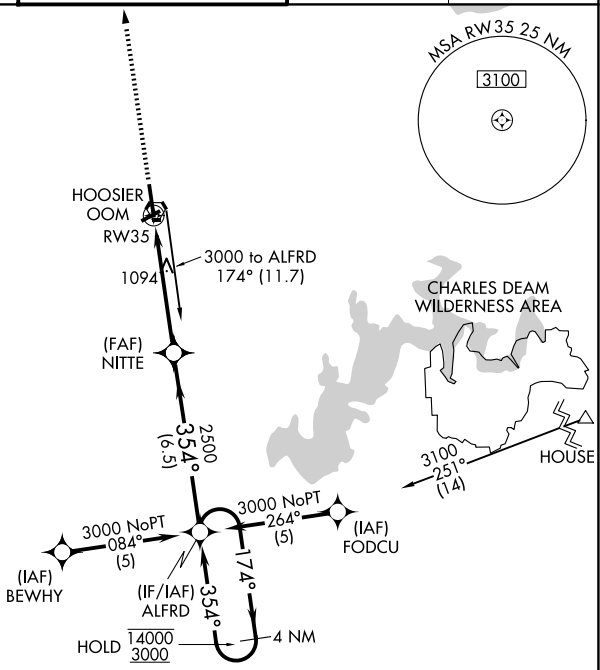 MSA RW35 25 NM
3100
HOOSIER
OOM
RW35
1094
3000 to ALFRD
174° (11.7)
CHARLES DEAM
WILDERNESS AREA
(FAF)
NITTE
2500
354°
(6.5)
HOUSE
3100
251°
(14)
3000 NoPT
264°
(5)
(IAF)
FODCU
3000 NoPT
084°
(5)
(IAF)
BEWHY
(IF/IAF)
ALFRD
354°
174°
HOLD
14000
3000
4 NM